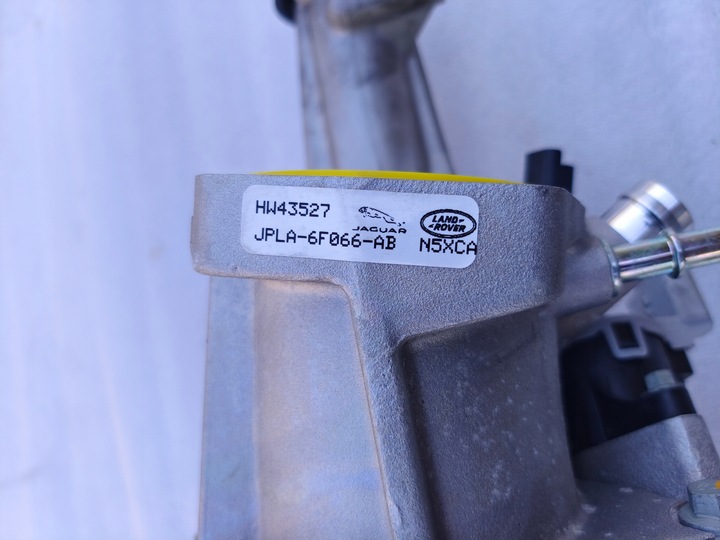 HW43527
JAGUAR
LAND
ROVER
JPLA-6F066-AB N5XCA